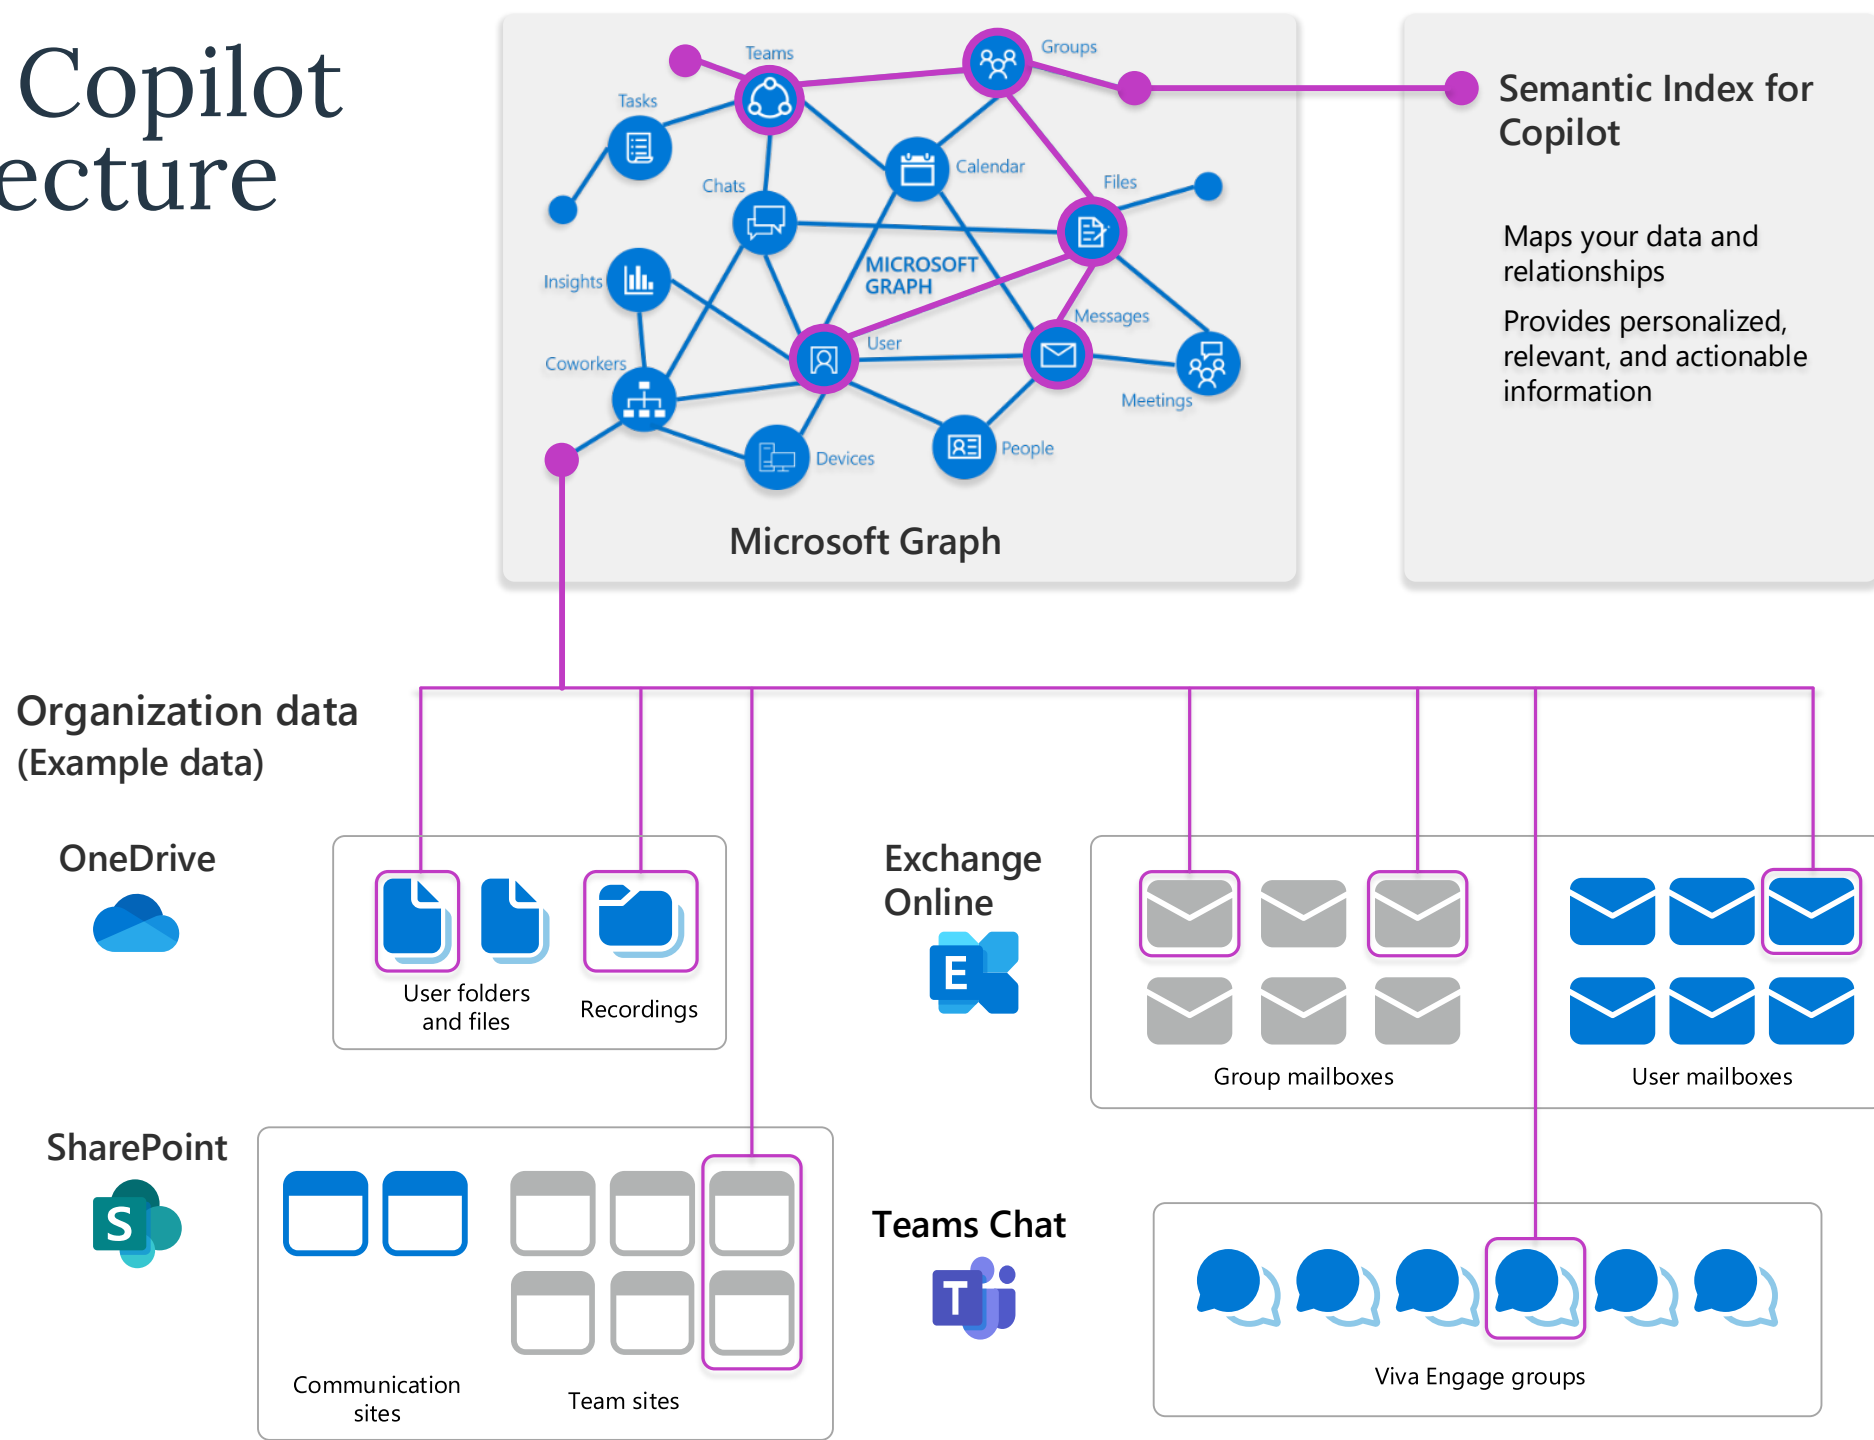 Copilot
ecture
Teams
Groups
Tasks
Calendar
Chats
Files
MICROSOFT
GRAPH
Insights
Messages
User
Coworkers
Meetings
People
Devices
Microsoft Graph
Semantic Index for
Copilot
Maps your data and
relationships
Provides personalized,
relevant, and actionable
information
Organization data
(Example data)
OneDrive
User folders
and files
Recordings
Exchange
Online
E
Group mailboxes
User mailboxes
SharePoint
S
Communication
sites
Team sites
Teams Chat
T
Viva Engage groups